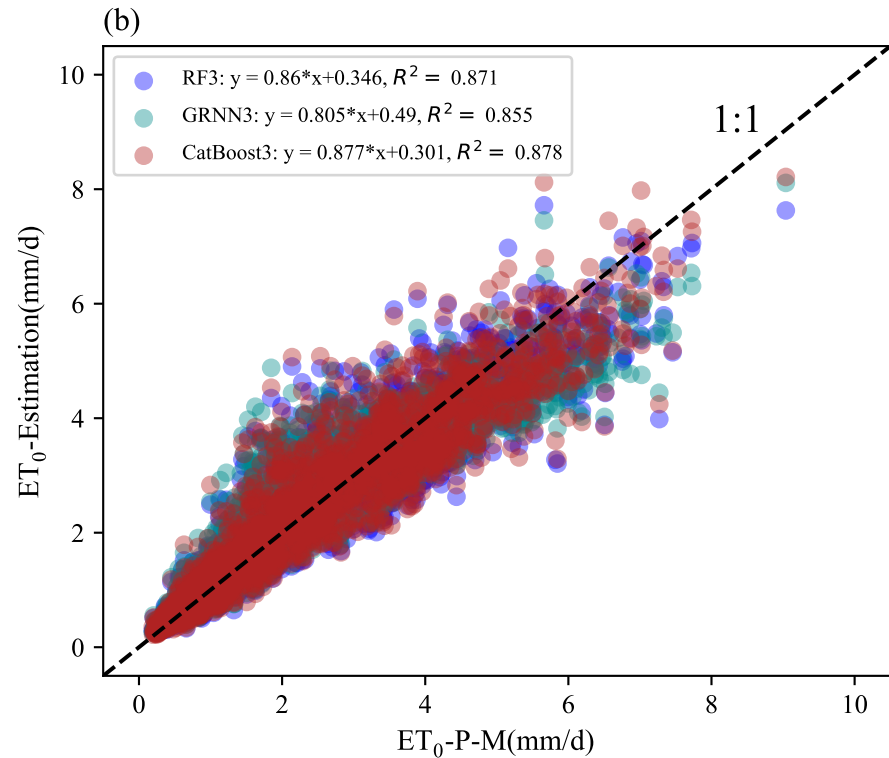 (b)
RF3: y = 0.86*x+0.346, R² = 0.871
GRNN3: y = 0.805*x+0.49, R² = 0.855
CatBoost3: y = 0.877*x+0.301, R² = 0.878
1:1
10
8
6
4
2
0
ET₀-Estimation(mm/d)
0 2 4 6 8 10
ET₀-P-M(mm/d)